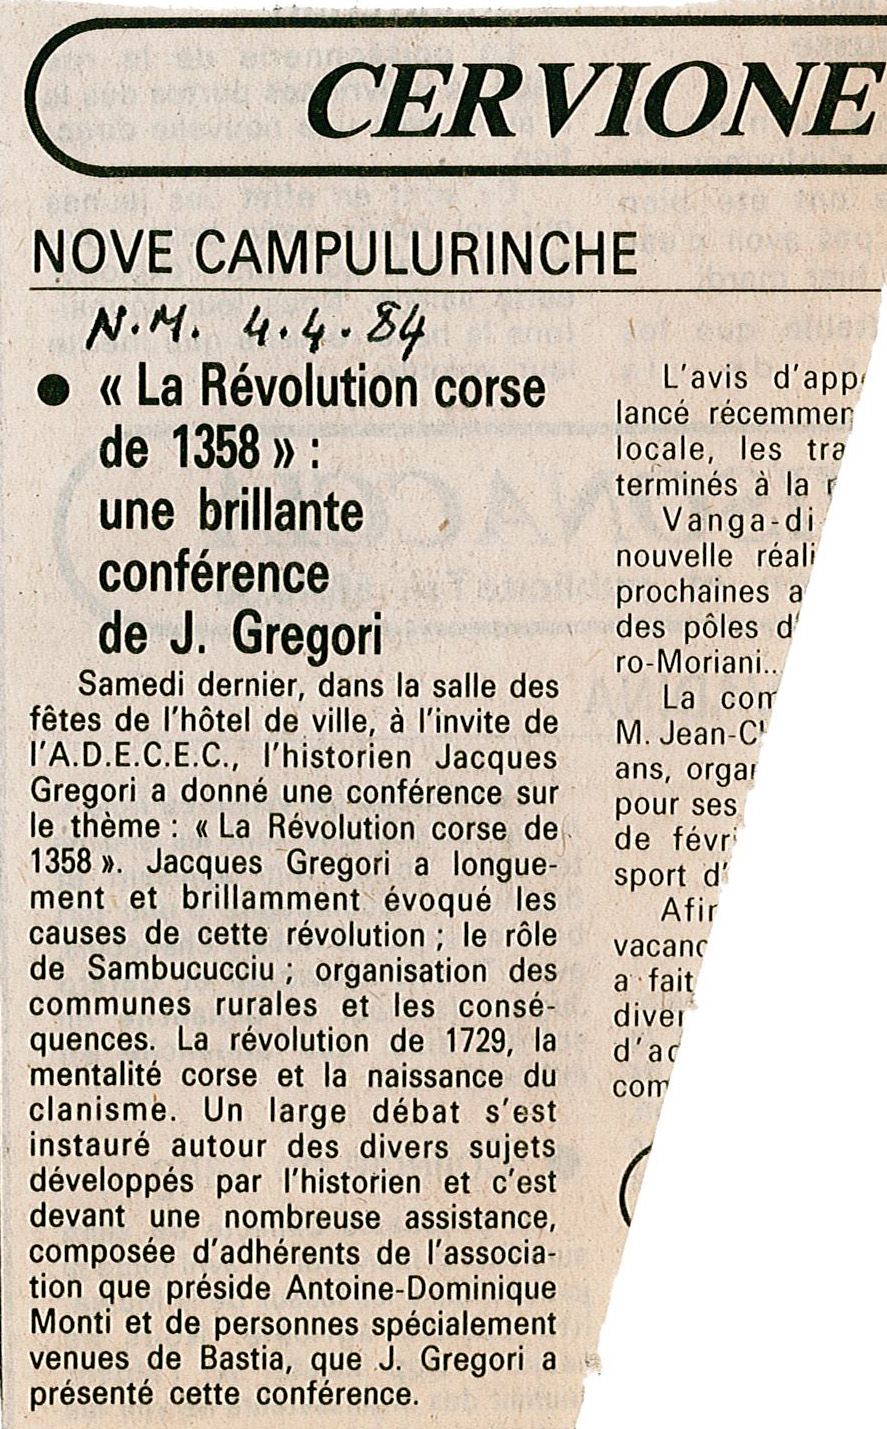 CERVIONE
NOVE CAMPULURINCHE
N.M. 4.4.84
● « La Révolution corse
de 1358 » :
une brillante
conférence
de J. Gregori
Samedi dernier, dans la salle des
fêtes de l'hôtel de ville, à l'invite de
l'A.D.E.C.E.C., l'historien Jacques
Gregori a donné une conférence sur
le thème : « La Révolution corse de
1358 ». Jacques Gregori a longue-
ment et brillamment évoqué les
causes de cette révolution ; le rôle
de Sambucucciu ; organisation des
communes rurales et les consé-
quences. La révolution de 1729, la
mentalité corse et la naissance du
clanisme. Un large débat s'est
instauré autour des divers sujets
développés par l'historien et c'est
devant une nombreuse assistance,
composée d'adhérents de l'associa-
tion que préside Antoine-Dominique
Monti et de personnes spécialement
venues de Bastia, que J. Gregori a
présenté cette conférence.
L'avis d'app
lancé récemmen
locale, les tra
terminés à la
Vanga-di
nouvelle réali
prochaines a
des pôles d'
ro-Moriani..
La com
M. Jean-Ch
ans, organ
pour ses
de févri
sport d'
Afin
vacanc
a fait
diver
d'ac
com